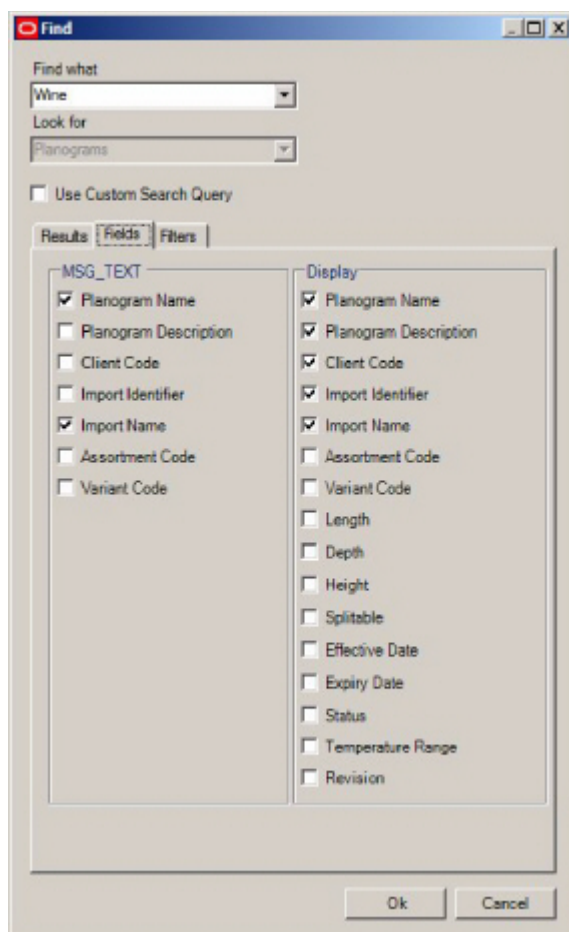 Find
Find what
Wine
Look for
Planograms
Use Custom Search Query
Results Fields Filters
MSG_TEXT
Planogram Name
Planogram Description
Client Code
Import Identifier
Import Name
Assortment Code
Variant Code
Display
Planogram Name
Planogram Description
Client Code
Import Identifier
Import Name
Assortment Code
Variant Code
Length
Depth
Height
Splitable
Effective Date
Expiry Date
Status
Temperature Range
Revision
Ok Cancel